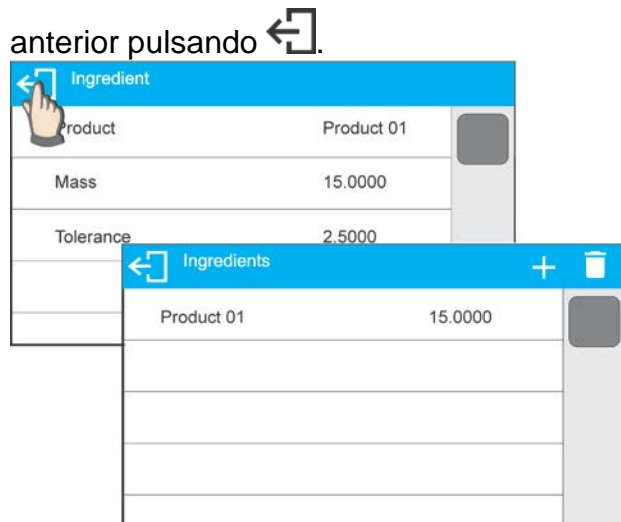 anterior pulsando .
Ingredient
Product Product 01
Mass 15.0000
Tolerance 2.5000
Ingredients
Product 01 15.0000